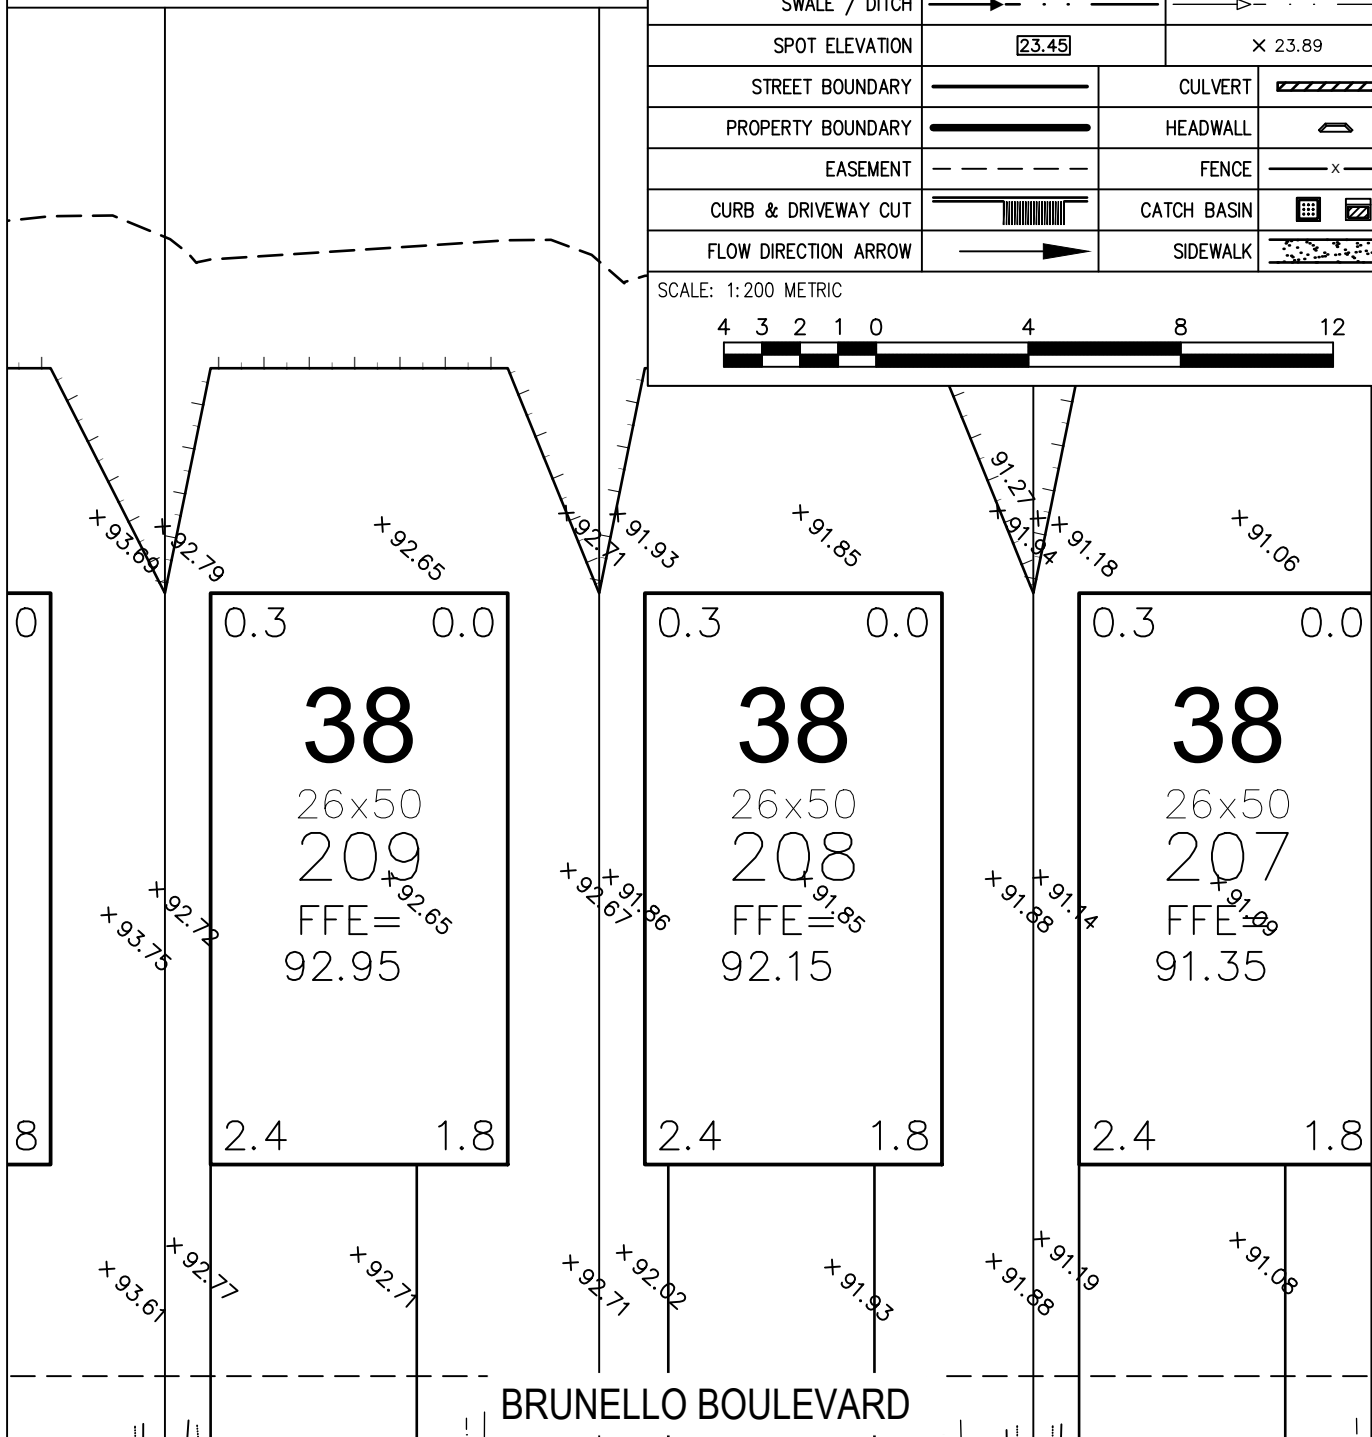 SWALE / DITCH
SPOT ELEVATION 23.45 × 23.89
STREET BOUNDARY CULVERT
PROPERTY BOUNDARY HEADWALL
EASEMENT FENCE x
CURB & DRIVEWAY CUT CATCH BASIN
FLOW DIRECTION ARROW SIDEWALK
SCALE: 1:200 METRIC
4 3 2 1 0 4 8 12
91.27
×93.69 ×92.79 ×92.65 ×92.71 ×91.93 ×91.85 ×91.94 ×91.18 ×91.06
0 0.3 0.0 0.3 0.0 0.3 0.0
38 38 38
26x50 26x50 26x50
209 208 207
×92.72 ×92.65 ×92.67 ×91.86 ×91.85 ×91.88 ×91.14 ×91.09
×93.75
FFE= FFE= FFE=
92.95 92.15 91.35
8 2.4 1.8 2.4 1.8 2.4 1.8
×93.61 ×92.77 ×92.71 ×92.71 ×92.02 ×91.93 ×91.88 ×91.19 ×91.08
BRUNELLO BOULEVARD